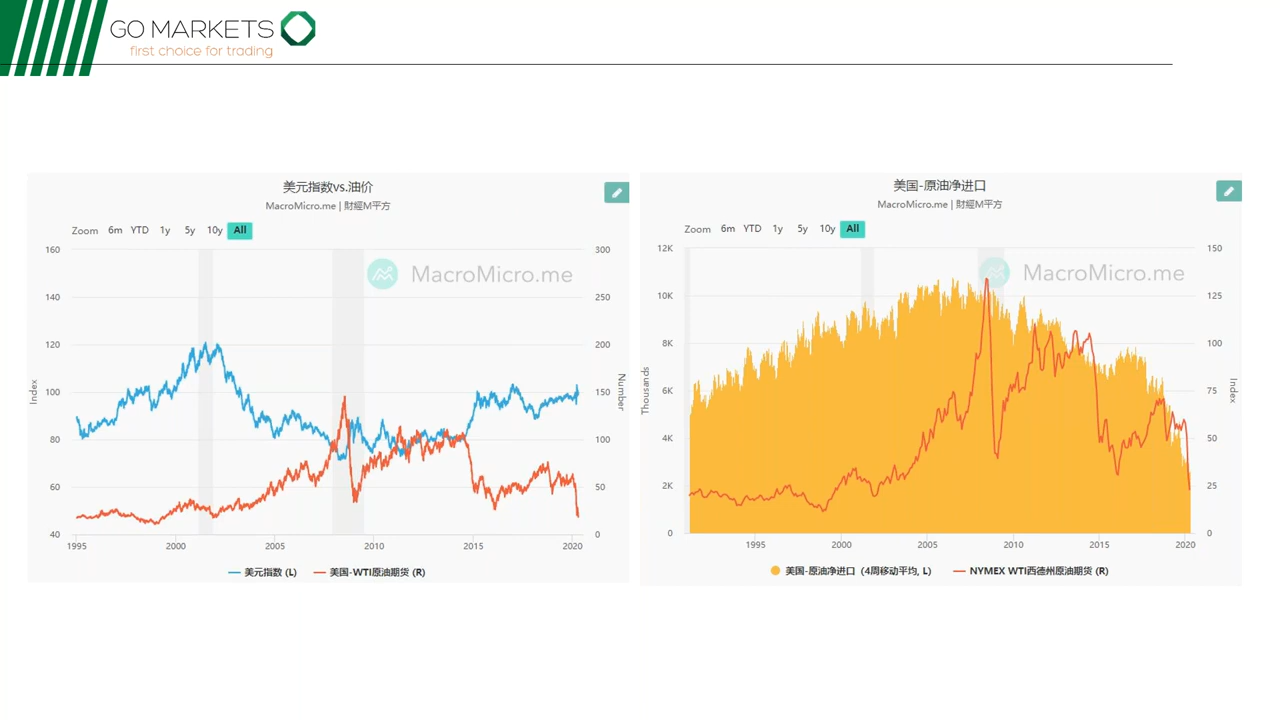 GO MARKETS
first choice for trading
美元指数vs.油价
MacroMicro.me | 財經M平方
Zoom 6m YTD 1y 5y 10y All
MacroMicro.me
160
140
120
100
80
60
40
Index
300
250
200
150
100
50
0
Number
1995 2000 2005 2010 2015 2020
美元指数 (L) 美国-WTI原油期货 (R)
美国-原油净进口
MacroMicro.me | 財經M平方
Zoom 6m YTD 1y 5y 10y All
MacroMicro.me
12K
10K
8K
6K
4K
2K
0
Thousands
150
125
100
75
50
25
0
Index
1995 2000 2005 2010 2015 2020
美国-原油净进口（4周移动平均, L) NYMEX WTI西德州原油期货 (R)